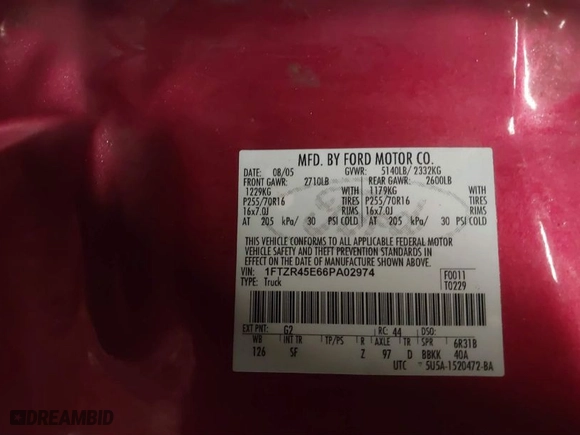 MFD. BY FORD MOTOR CO.
DATE: 08/05 GVWR: 5140LB/ 2332KG
FRONT GAWR: 2710LB REAR GAWR: 2600LB
1229KG WITH 1179KG WITH
P255/70R16 TIRES P255/70R16 TIRES
16x7.0J RIMS 16x7.0J RIMS
AT 205 kPa/ 30 PSI COLD AT 205 kPa/ 30 PSI COLD
THIS VEHICLE CONFORMS TO ALL APPLICABLE FEDERAL MOTOR
VEHICLE SAFETY AND THEFT PREVENTION STANDARDS IN
EFFECT ON THE DATE OF MANUFACTURE SHOWN ABOVE.
VIN: 1FTZR45E66PA02974 F0011
TYPE: Truck T0229
EXT PNT: G2 RC: 44 DSO:
WB INT TR TP/PS R AXLE TR SPR 6R31B
126 SF Z 97 D BBKK 40A
UTC 5U5A-1520472-BA
DREAMBID